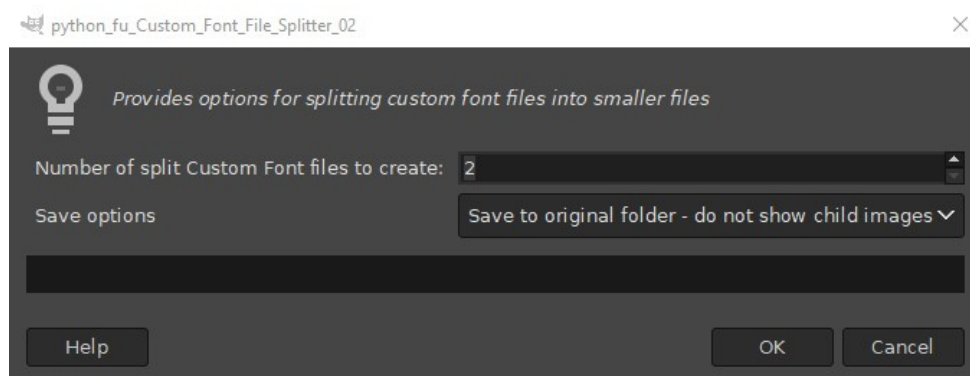 python_fu_Custom_Font_File_Splitter_02
Provides options for splitting custom font files into smaller files
Number of split Custom Font files to create: 2
Save options Save to original folder - do not show child images
Help OK Cancel